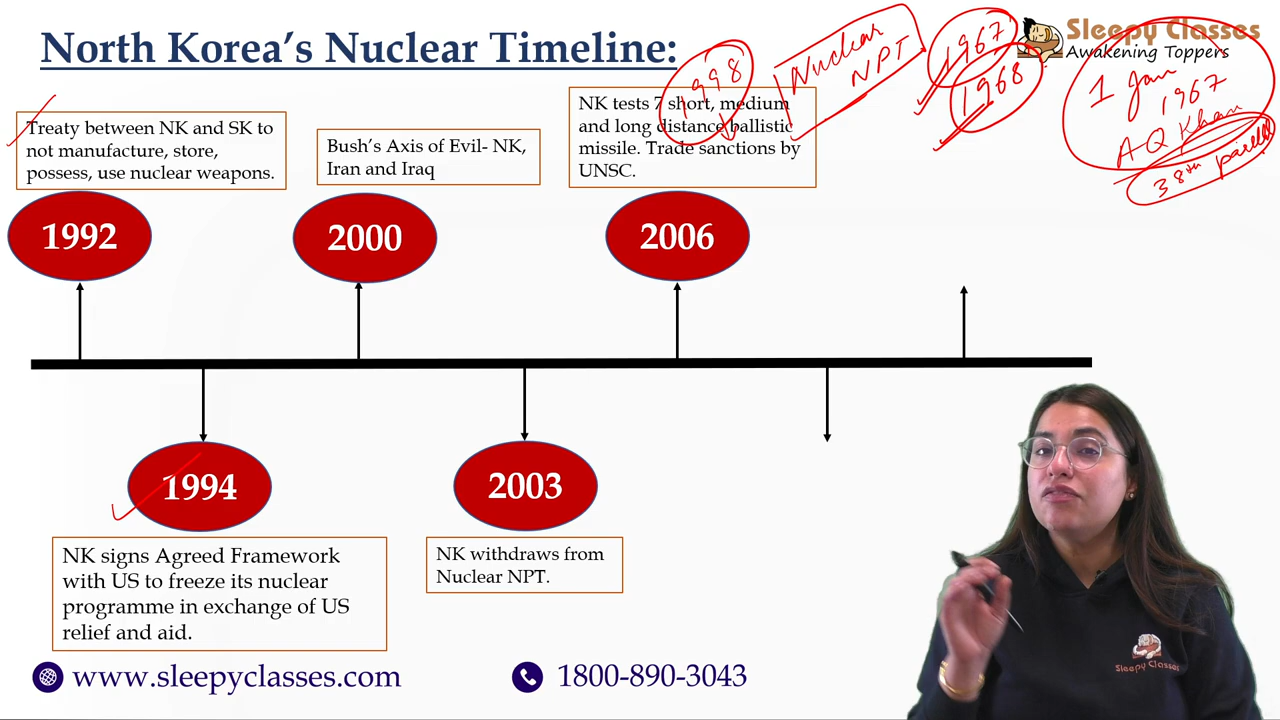 North Korea's Nuclear Timeline:
1998
Nuclear
NPT
1967
1968
Sleepy Classes
Awakening Toppers
1 Jan
1967
AQ Khan
38th parallel
Treaty between NK and SK to
not manufacture, store,
possess, use nuclear weapons.
Bush's Axis of Evil- NK,
Iran and Iraq
NK tests 7 short, medium
and long distance ballistic
missile. Trade sanctions by
UNSC.
1992
2000
2006
1994
2003
NK signs Agreed Framework
with US to freeze its nuclear
programme in exchange of US
relief and aid.
NK withdraws from
Nuclear NPT.
Sleepy Classes
www.sleepyclasses.com
1800-890-3043